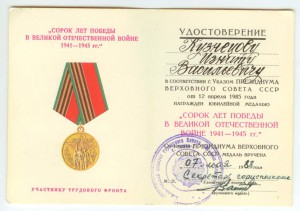 "СОРОК ЛЕТ ПОБЕДЫ
В ВЕЛИКОЙ ОТЕЧЕСТВЕННОЙ ВОЙНЕ
1941—1945 гг."
УЧАСТНИКУ ТРУДОВОГО ФРОНТА
УДОСТОВЕРЕНИЕ
Кузнецову
Игнату
Васильевичу
В СООТВЕТСТВИИ С УКАЗОМ ПРЕЗИДИУМА
ВЕРХОВНОГО СОВЕТА СССР
от 12 апреля 1985 года
НАГРАЖДЕН ЮБИЛЕЙНОЙ МЕДАЛЬЮ
"СОРОК ЛЕТ ПОБЕДЫ
В ВЕЛИКОЙ ОТЕЧЕСТВЕННОЙ
ВОЙНЕ 1941—1945 гг."
ПРЕЗИДИУМА ВЕРХОВНОГО
СОВЕТА СССР МЕДАЛЬ ВРУЧЕНА
07
Секретарь